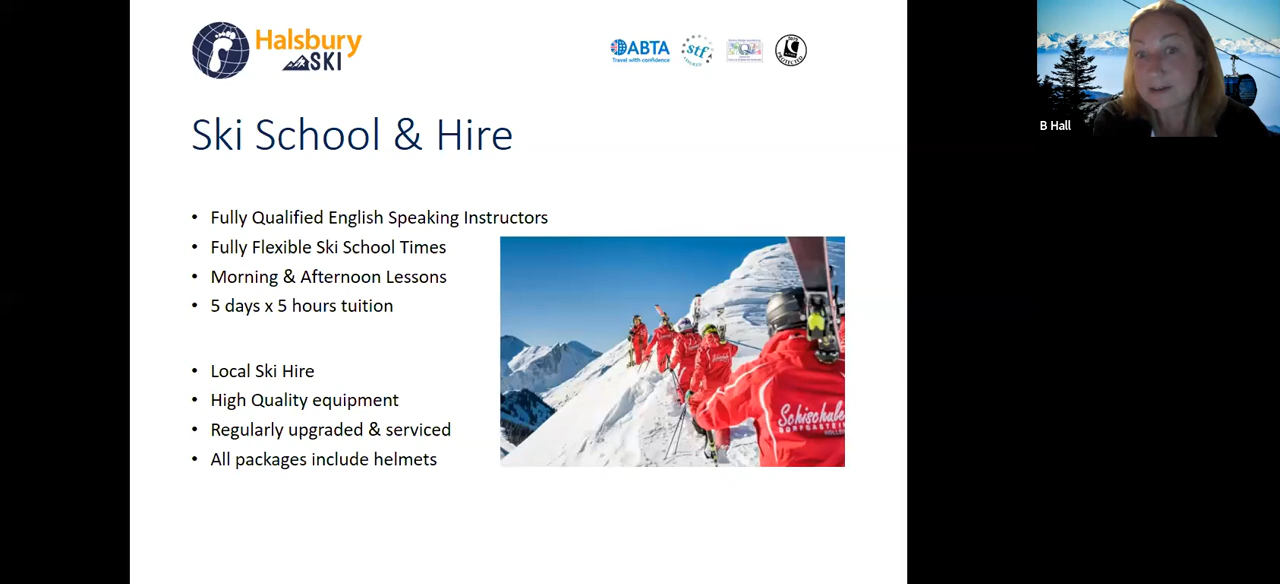 Halsbury
SKI
ABTA
Travel with confidence
stf
Ski School & Hire
• Fully Qualified English Speaking Instructors
• Fully Flexible Ski School Times
• Morning & Afternoon Lessons
• 5 days x 5 hours tuition
• Local Ski Hire
• High Quality equipment
• Regularly upgraded & serviced
• All packages include helmets
Schischule
DORFGASTEIN
B Hall